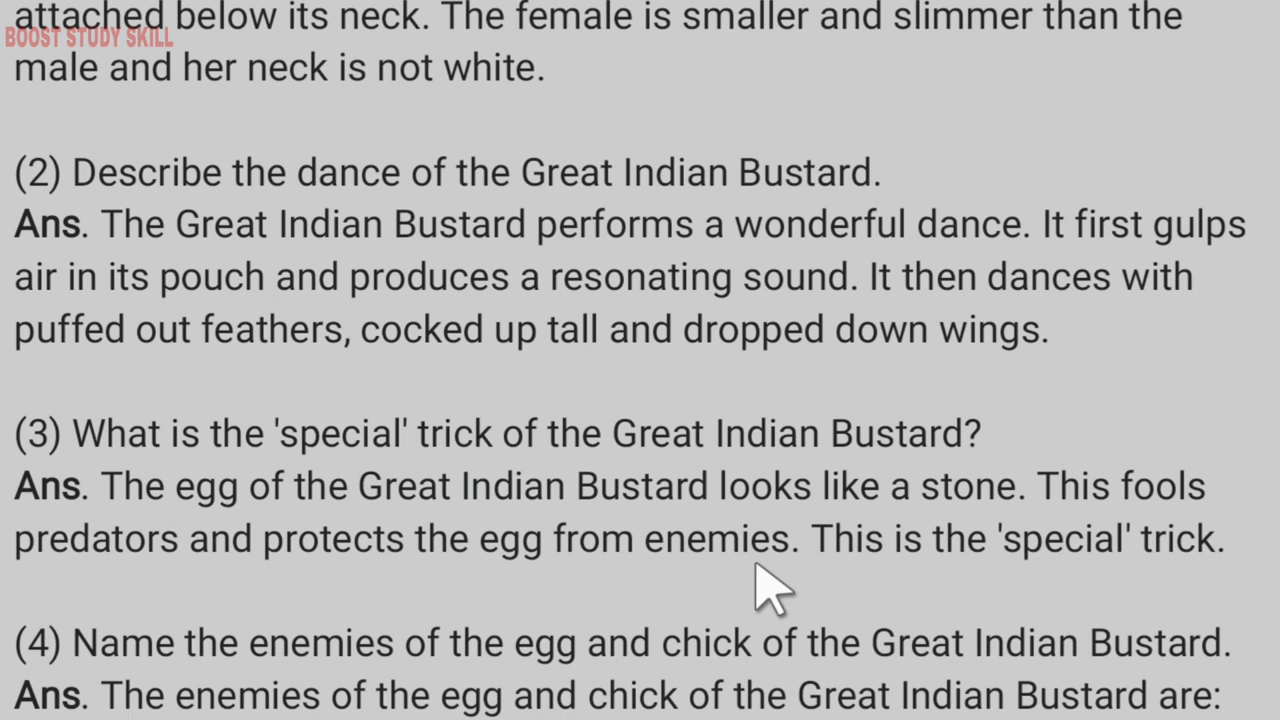 attached below its neck. The female is smaller and slimmer than the
BOOST STUDY SKILL
male and her neck is not white.
(2) Describe the dance of the Great Indian Bustard.
Ans. The Great Indian Bustard performs a wonderful dance. It first gulps
air in its pouch and produces a resonating sound. It then dances with
puffed out feathers, cocked up tall and dropped down wings.
(3) What is the 'special' trick of the Great Indian Bustard?
Ans. The egg of the Great Indian Bustard looks like a stone. This fools
predators and protects the egg from enemies. This is the 'special' trick.
(4) Name the enemies of the egg and chick of the Great Indian Bustard.
Ans. The enemies of the egg and chick of the Great Indian Bustard are: